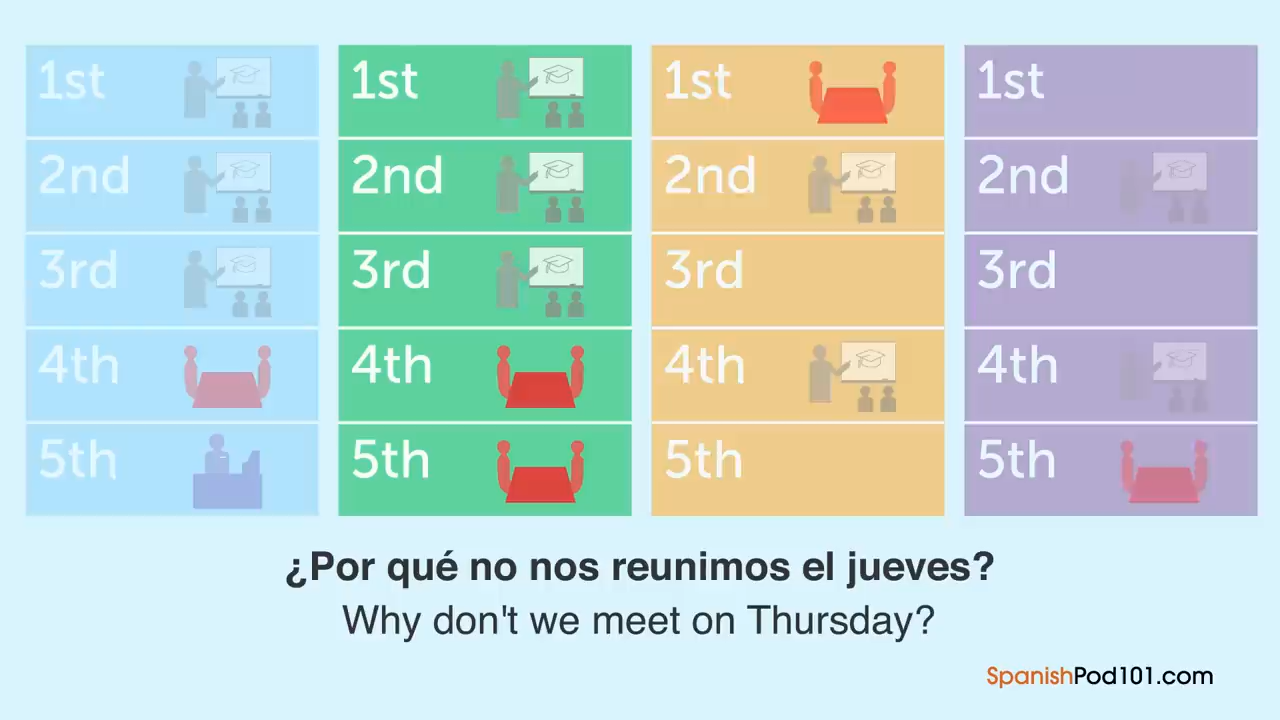 1st
2nd
3rd
4th
5th
1st
2nd
3rd
4th
5th
1st
2nd
3rd
4th
5th
1st
2nd
3rd
4th
5th
¿Por qué no nos reunimos el jueves?
Why don't we meet on Thursday?
SpanishPod101.com